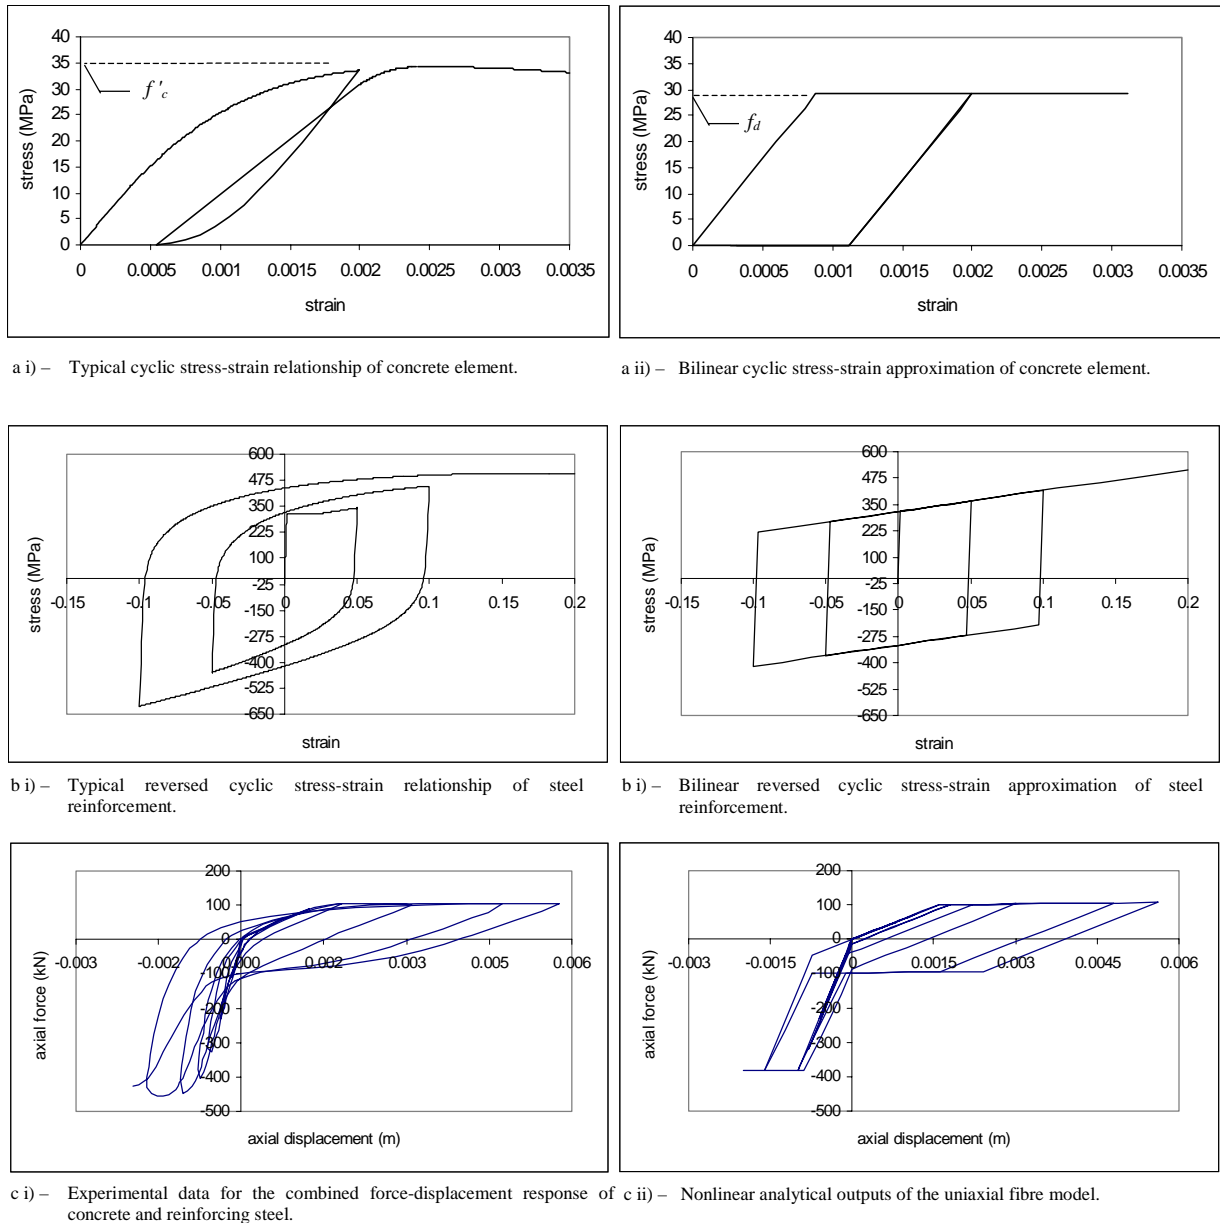 40
35
30
25
20
15
10
5
0
stress (MPa)
f'c
0 0.0005 0.001 0.0015 0.002 0.0025 0.003 0.0035
strain
40
35
30
25
20
15
10
5
0
stress (MPa)
fd
0 0.0005 0.001 0.0015 0.002 0.0025 0.003 0.0035
strain
a i) – Typical cyclic stress-strain relationship of concrete element.
a ii) – Bilinear cyclic stress-strain approximation of concrete element.
600
475
350
225
100
-25
-150
-275
-400
-525
-650
stress (MPa)
-0.15 -0.1 -0.05 0 0.05 0.1 0.15 0.2
strain
600
475
350
225
100
-25
-150
-275
-400
-525
-650
stress (MPa)
-0.15 -0.1 -0.05 0 0.05 0.1 0.15 0.2
strain
b i) – Typical reversed cyclic stress-strain relationship of steel
reinforcement.
b i) – Bilinear reversed cyclic stress-strain approximation of steel
reinforcement.
200
100
0
-100
-200
-300
-400
-500
axial force (kN)
-0.003 -0.002 0.000 0.002 0.003 0.005 0.006
axial displacement (m)
200
100
0
-100
-200
-300
-400
-500
axial force (kN)
-0.003 -0.0015 0 0.0015 0.003 0.0045 0.006
axial displacement (m)
c i) – Experimental data for the combined force-displacement response of
concrete and reinforcing steel.
c ii) – Nonlinear analytical outputs of the uniaxial fibre model.